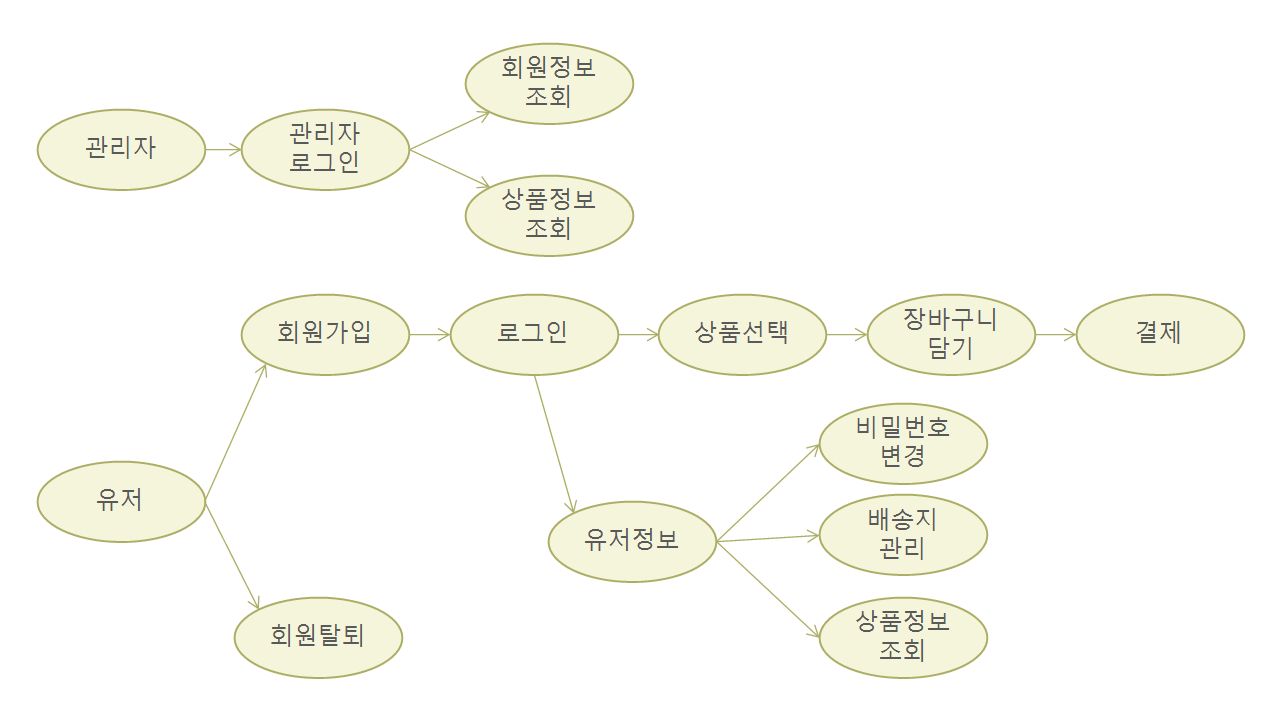 관리자
관리자
로그인
회원정보
조회
상품정보
조회
회원가입
로그인
상품선택
장바구니
담기
결제
유저
회원탈퇴
유저정보
비밀번호
변경
배송지
관리
상품정보
조회